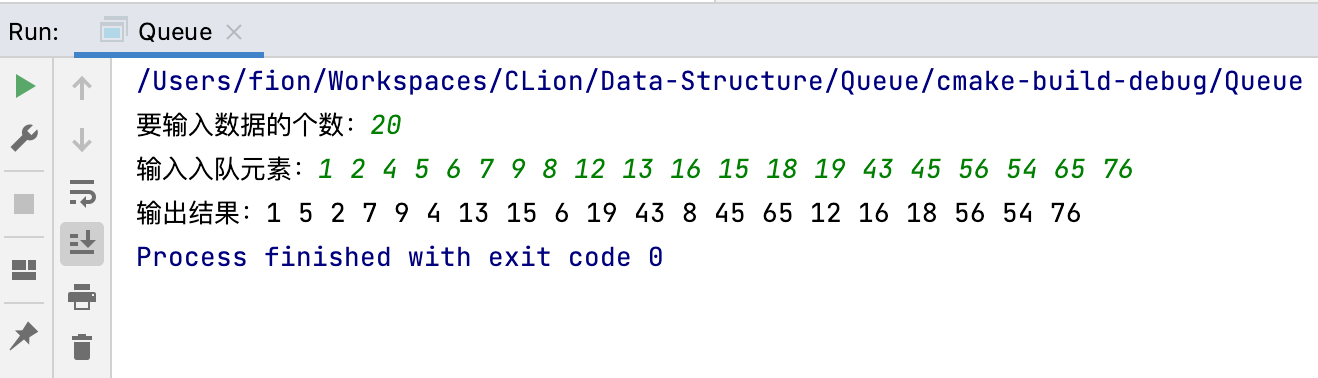 Run: Queue
/Users/fion/Workspaces/CLion/Data-Structure/Queue/cmake-build-debug/Queue
要输入数据的个数：20
输入入队元素：1 2 4 5 6 7 9 8 12 13 16 15 18 19 43 45 56 54 65 76
输出结果：1 5 2 7 9 4 13 15 6 19 43 8 45 65 12 16 18 56 54 76
Process finished with exit code 0